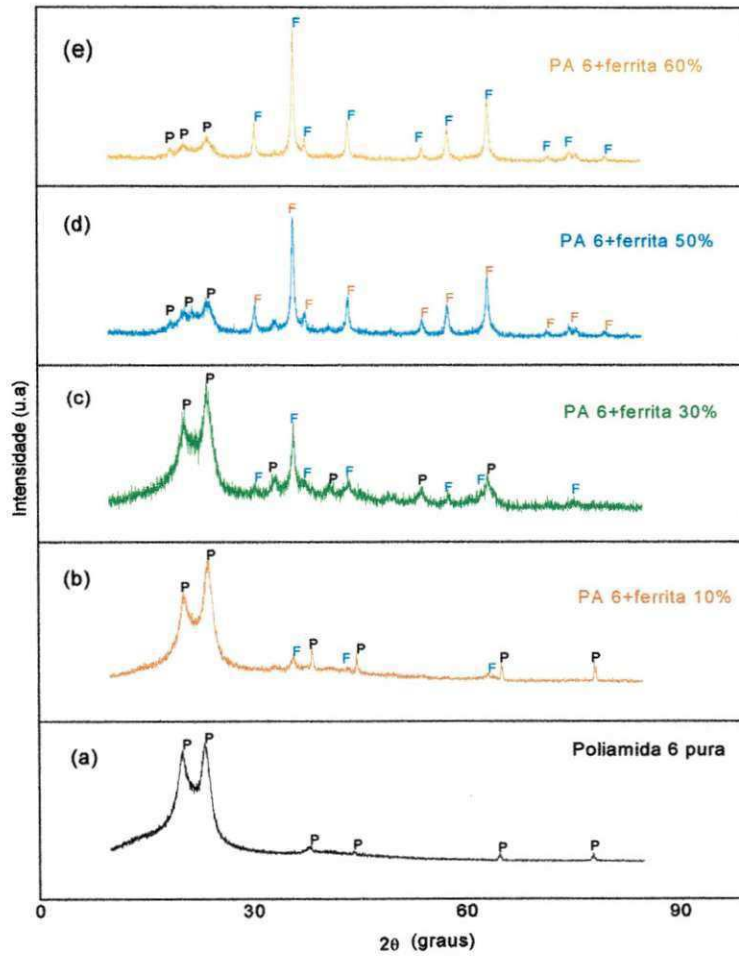 (e)
PA 6+ferrita 60%
P P P F F F F F F F F F F
(d)
PA 6+ferrita 50%
P P P F F F F F F F F F F
(c)
PA 6+ferrita 30%
P P F P F F P F P F F P F
(b)
PA 6+ferrita 10%
P P F P F P F P P
(a)
Poliamida 6 pura
P P P P P P
Intensidade (u.a)
0 30 60 90
2θ (graus)